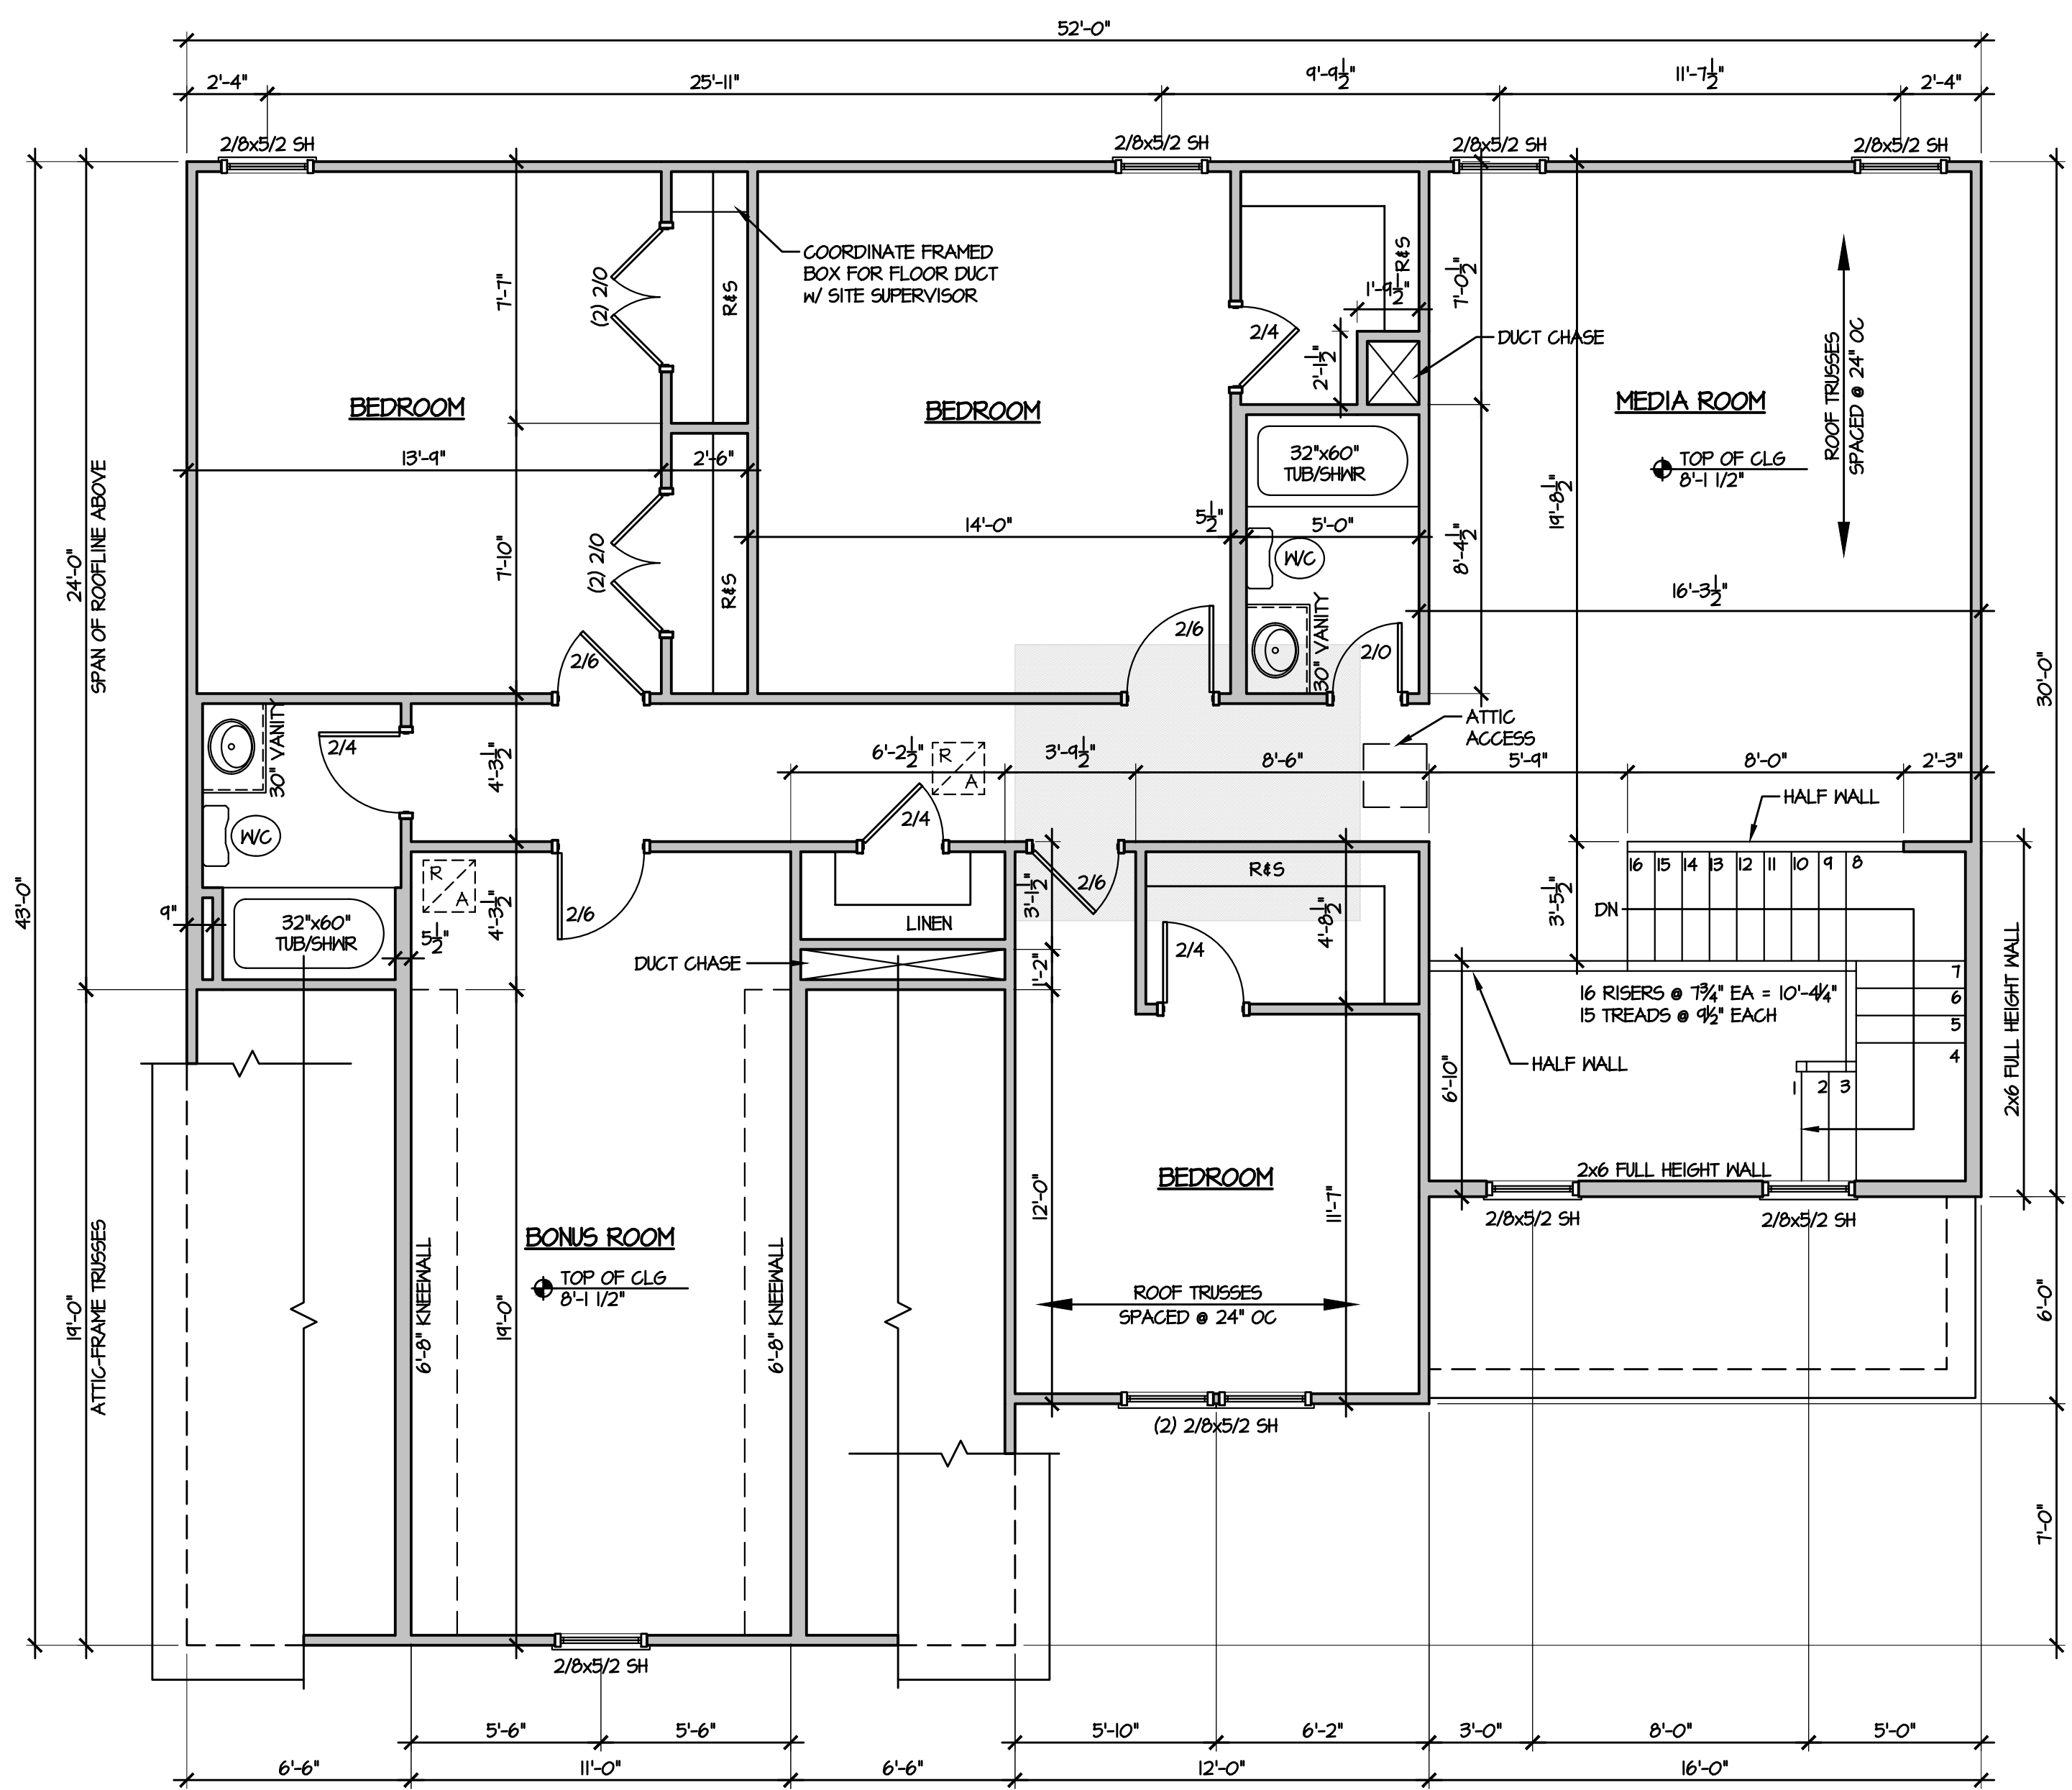 52'-0"
2'-4"
25'-11"
9'-9 1/2"
11'-7 1/2"
2'-4"
2/8x5/2 SH
2/8x5/2 SH
2/8x5/2 SH
2/8x5/2 SH
COORDINATE FRAMED
BOX FOR FLOOR DUCT
W/ SITE SUPERVISOR
7'-7"
(2) 2/0
R&S
R&S
1'-9 1/2"
7'-0 1/2"
2/4
2'-1 1/2"
DUCT CHASE
ROOF TRUSSES
SPACED @ 24" OC
BEDROOM
BEDROOM
MEDIA ROOM
TOP OF CLG
8'-1 1/2"
13'-9"
2'-6"
32"x60"
TUB/SHWR
24'-0"
SPAN OF ROOFLINE ABOVE
7'-10"
(2) 2/0
R&S
14'-0"
5 1/2"
5'-0"
W/C
8'-4 1/2"
19'-8 1/2"
16'-3 1/2"
2/6
2/6
30" VANITY
2/0
30'-0"
30" VANITY
2/4
4'-3 1/2"
6'-2 1/2"
R
A
3'-9 1/2"
8'-6"
ATTIC
ACCESS
5'-9"
8'-0"
2'-3"
HALF WALL
W/C
2/4
43'-0"
9"
32"x60"
TUB/SHWR
R
A
5 1/2"
4'-3 1/2"
2/6
LINEN
DUCT CHASE
3'-1 1/2"
1'-2"
2/6
R&S
2/4
4'-8 1/2"
3'-5 1/2"
16 15 14 13 12 11 10 9 8
DN
7
6
5
4
16 RISERS @ 7 3/4" EA = 10'-4 1/4"
15 TREADS @ 9 1/2" EACH
HALF WALL
1 2 3
6'-10"
2x6 FULL HEIGHT WALL
2x6 FULL HEIGHT WALL
2/8x5/2 SH
2/8x5/2 SH
BEDROOM
12'-0"
11'-7"
ROOF TRUSSES
SPACED @ 24" OC
(2) 2/8x5/2 SH
BONUS ROOM
TOP OF CLG
8'-1 1/2"
6'-8" KNEEWALL
6'-8" KNEEWALL
19'-0"
19'-0"
ATTIC-FRAME TRUSSES
6'-0"
7'-0"
2/8x5/2 SH
5'-6"
5'-6"
5'-10"
6'-2"
3'-0"
8'-0"
5'-0"
6'-6"
11'-0"
6'-6"
12'-0"
16'-0"